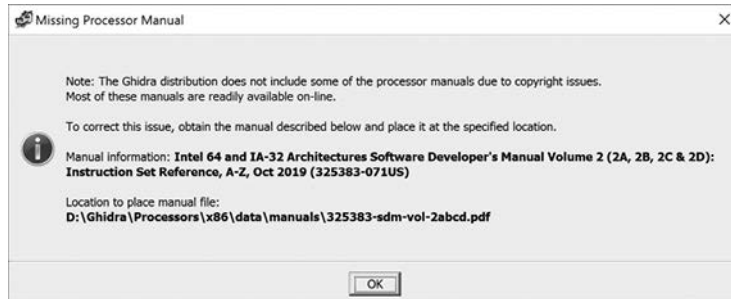 Missing Processor Manual
Note: The Ghidra distribution does not include some of the processor manuals due to copyright issues.
Most of these manuals are readily available on-line.
To correct this issue, obtain the manual described below and place it at the specified location.
Manual information: Intel 64 and IA-32 Architectures Software Developer's Manual Volume 2 (2A, 2B, 2C & 2D):
Instruction Set Reference, A-Z, Oct 2019 (325383-071US)
Location to place manual file:
D:\Ghidra\Processors\x86\data\manuals\325383-sdm-vol-2abcd.pdf
OK